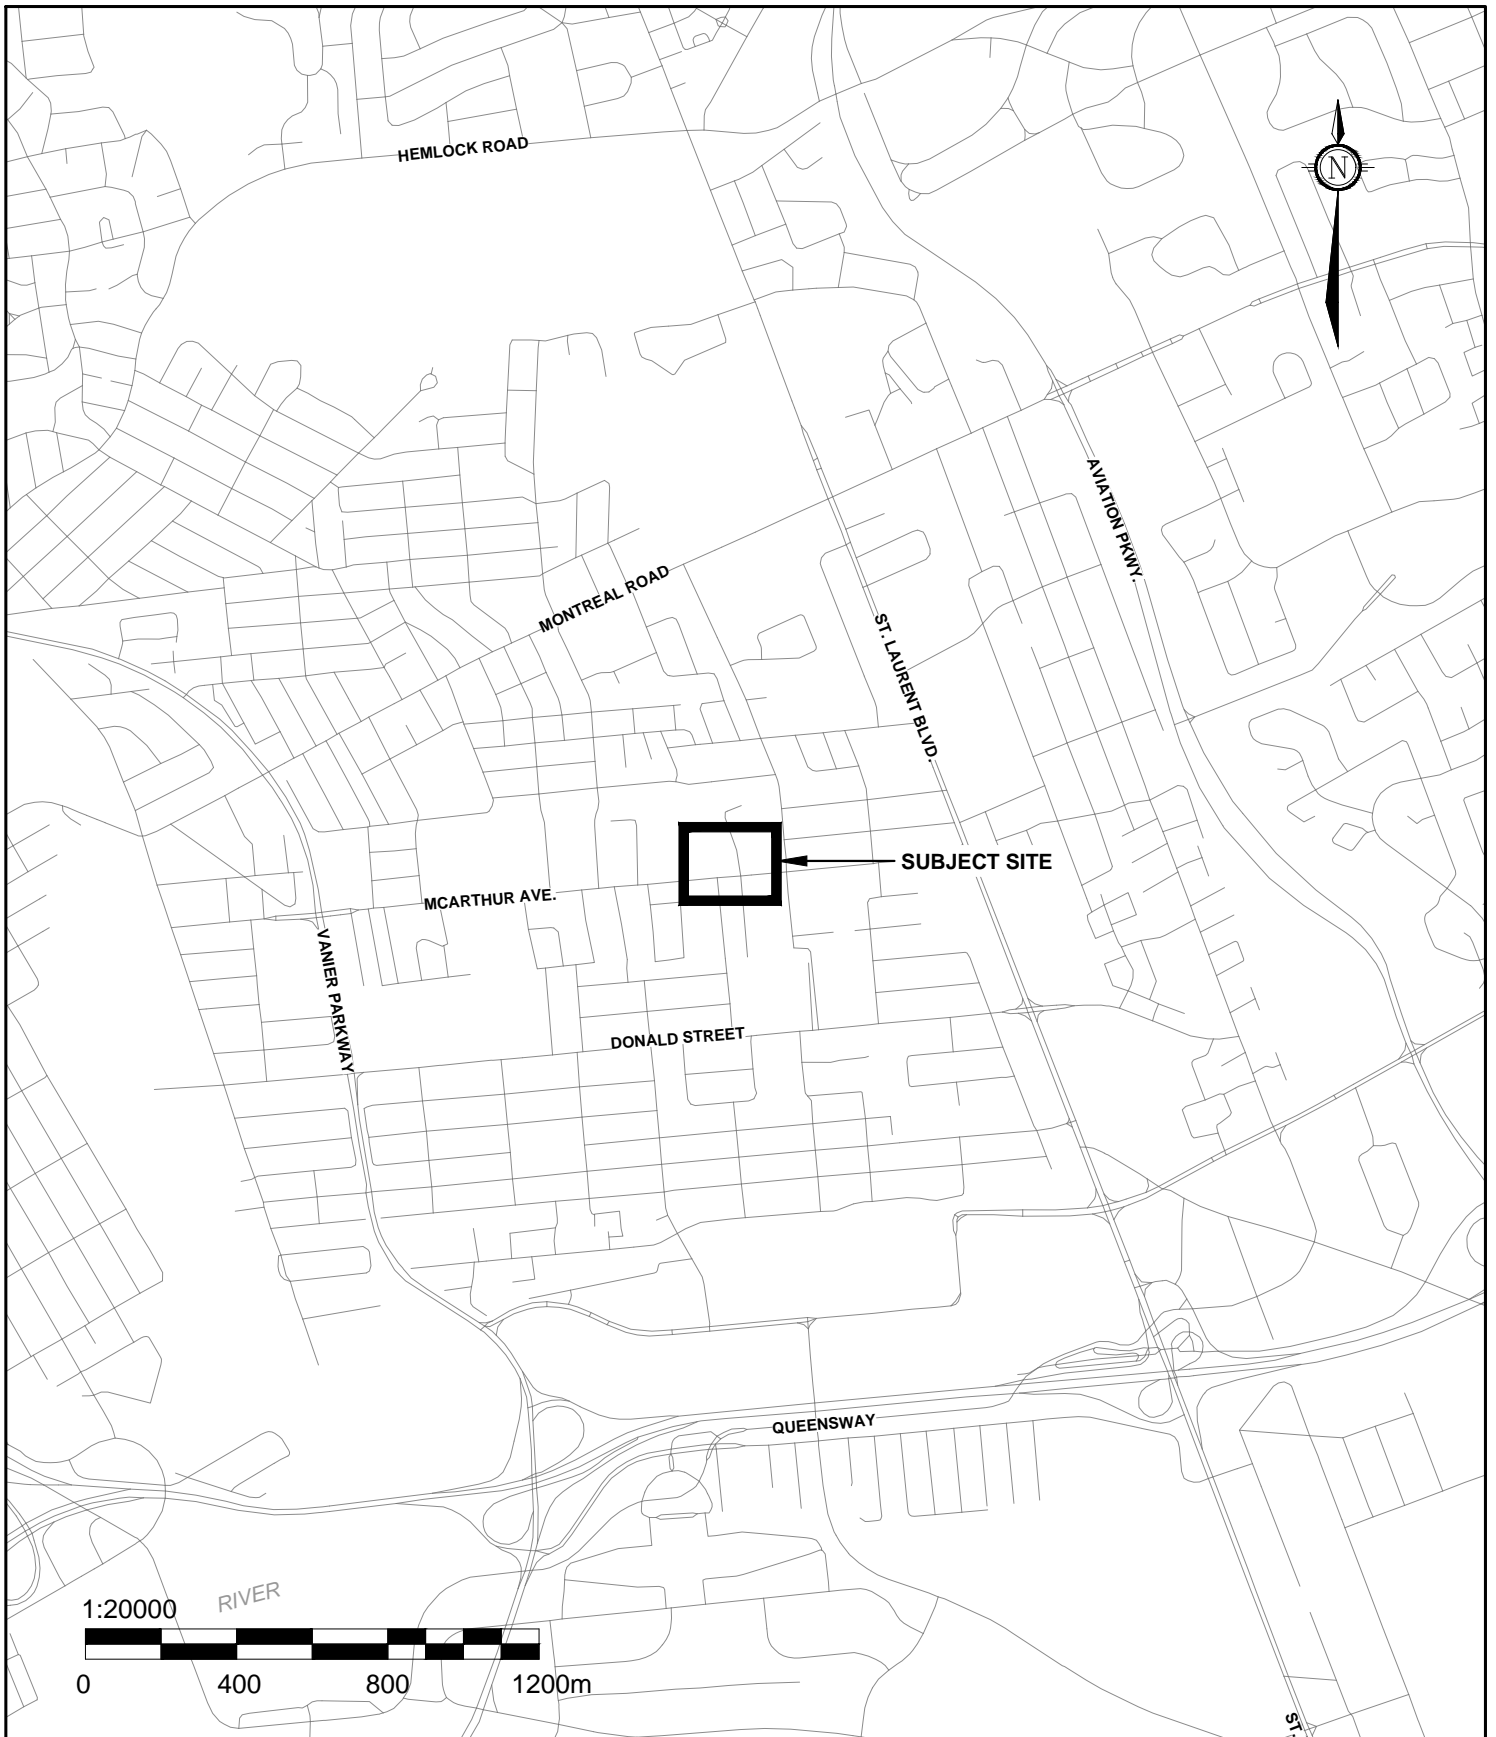 HEMLOCK ROAD
N
AVIATION PKWY.
MONTREAL ROAD
ST. LAURENT BLVD.
SUBJECT SITE
MCARTHUR AVE.
VANIER PARKWAY
DONALD STREET
QUEENSWAY
RIVER
1:20000
0 400 800 1200m
ST.